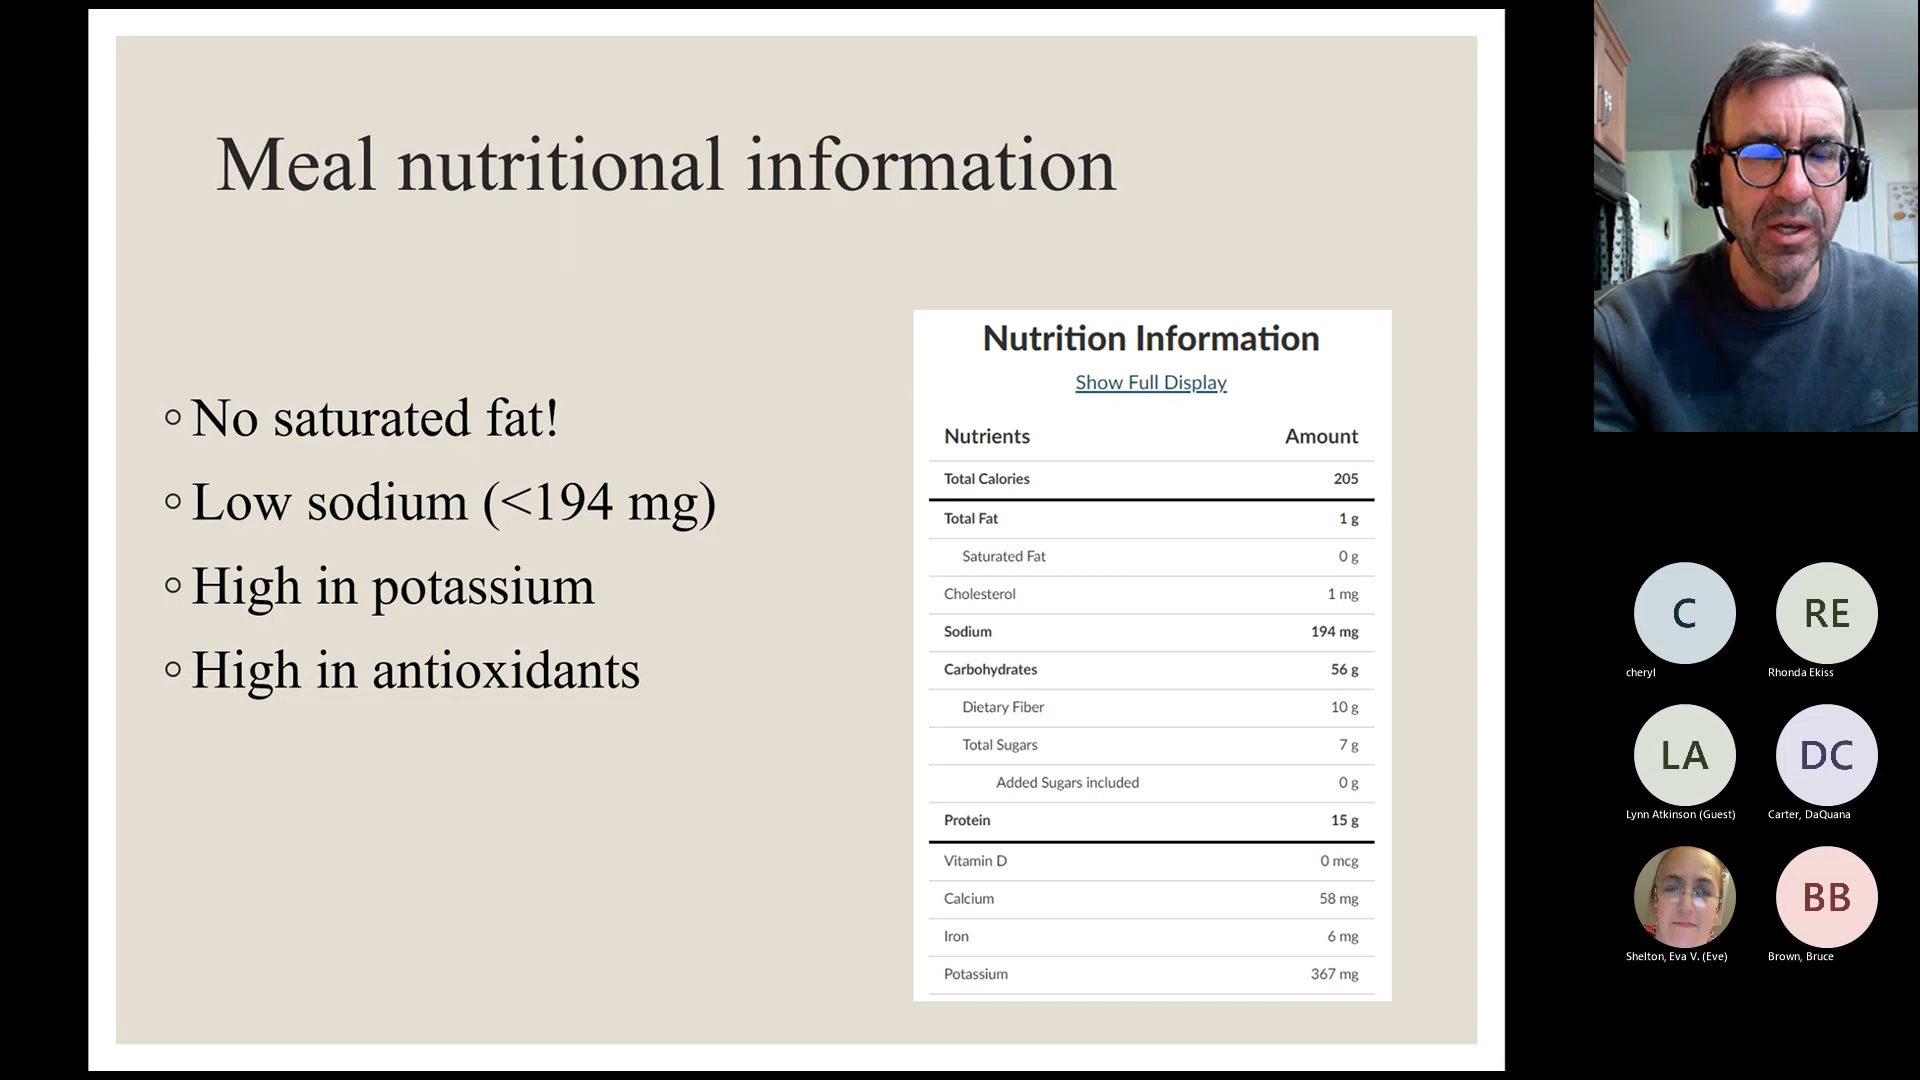 Meal nutritional information
◦ No saturated fat!
◦ Low sodium (<194 mg)
◦ High in potassium
◦ High in antioxidants
Nutrition Information
Show Full Display
Nutrients Amount
Total Calories 205
Total Fat 1 g
Saturated Fat 0 g
Cholesterol 1 mg
Sodium 194 mg
Carbohydrates 56 g
Dietary Fiber 10 g
Total Sugars 7 g
Added Sugars included 0 g
Protein 15 g
Vitamin D 0 mcg
Calcium 58 mg
Iron 6 mg
Potassium 367 mg
C RE
cheryl Rhonda Ekiss
LA DC
Lynn Atkinson (Guest) Carter, DaQuana
BB
Shelton, Eva V. (Eve) Brown, Bruce